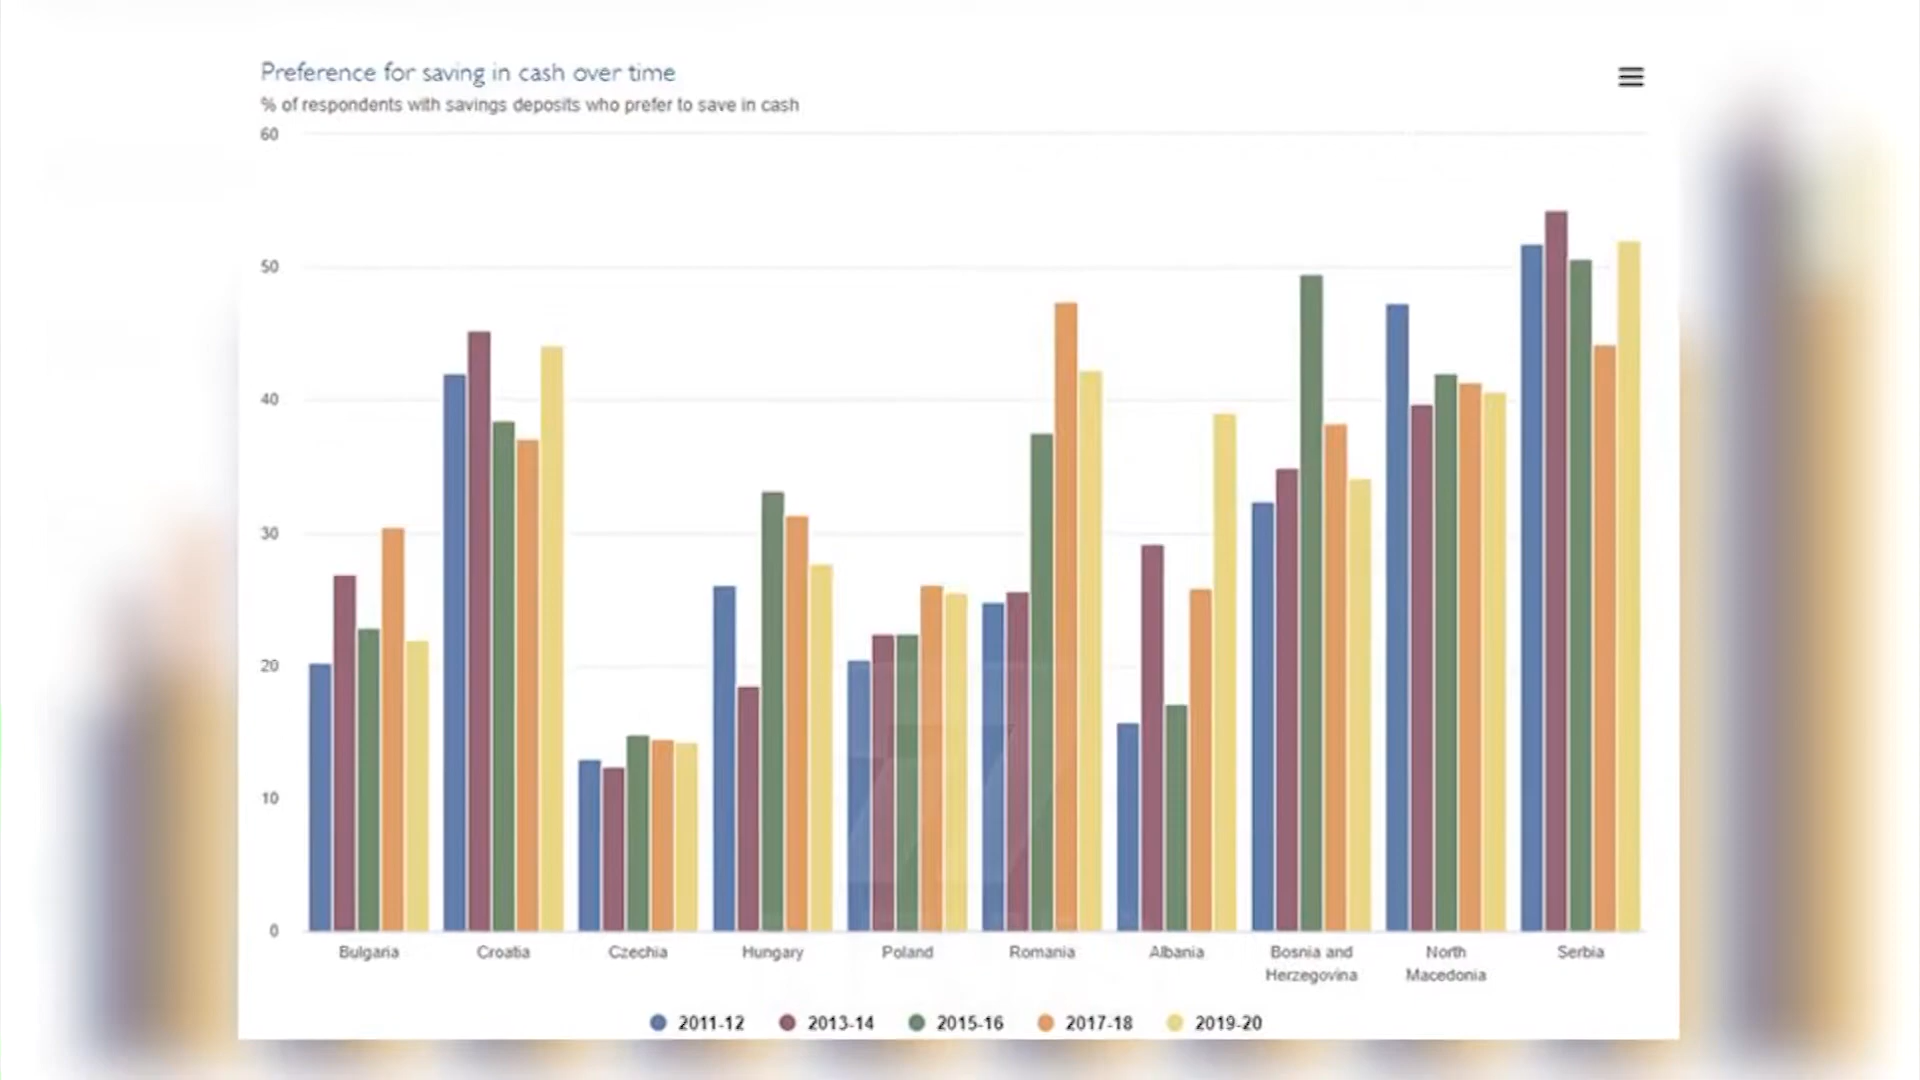 Preference for saving in cash over time
% of respondents with savings deposits who prefer to save in cash
60
50
40
30
20
10
0
Bulgaria Croatia Czechia Hungary Poland Romania Albania Bosnia and Herzegovina North Macedonia Serbia
2011-12 2013-14 2015-16 2017-18 2019-20